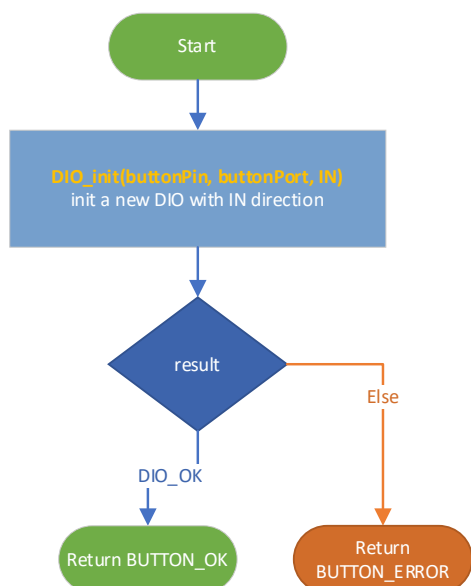 Start
DIO_init(buttonPin, buttonPort, IN)
init a new DIO with IN direction
result
Else
DIO_OK
Return BUTTON_OK
Return
BUTTON_ERROR